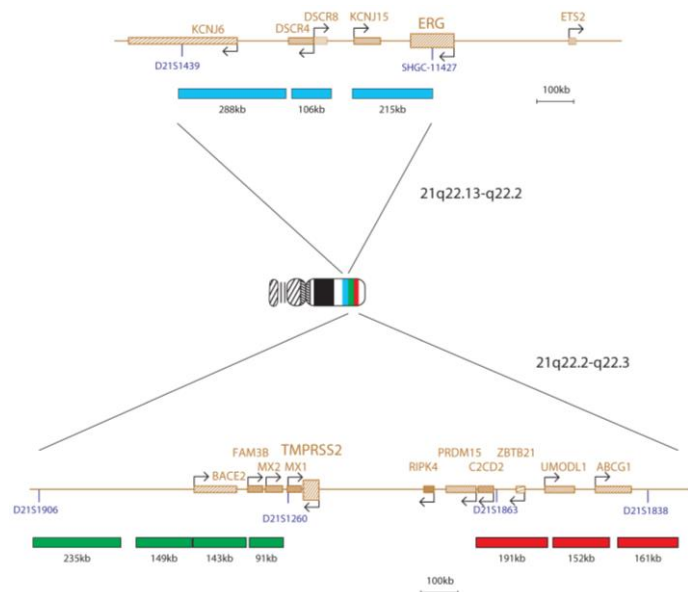 DSCR8
KCNJ6 DSCR4 KCNJ15 ERG ETS2
D21S1439 SHGC-11427
288kb 106kb 215kb 100kb
21q22.13-q22.2
21q22.2-q22.3
TMPRSS2
FAM3B PRDM15 ZBTB21
BACE2 MX2 MX1 RIPK4 C2CD2 UMODL1 ABCG1
D21S1906 D21S1260 D21S1863 D21S1838
235kb 149kb 143kb 91kb 191kb 152kb 161kb
100kb